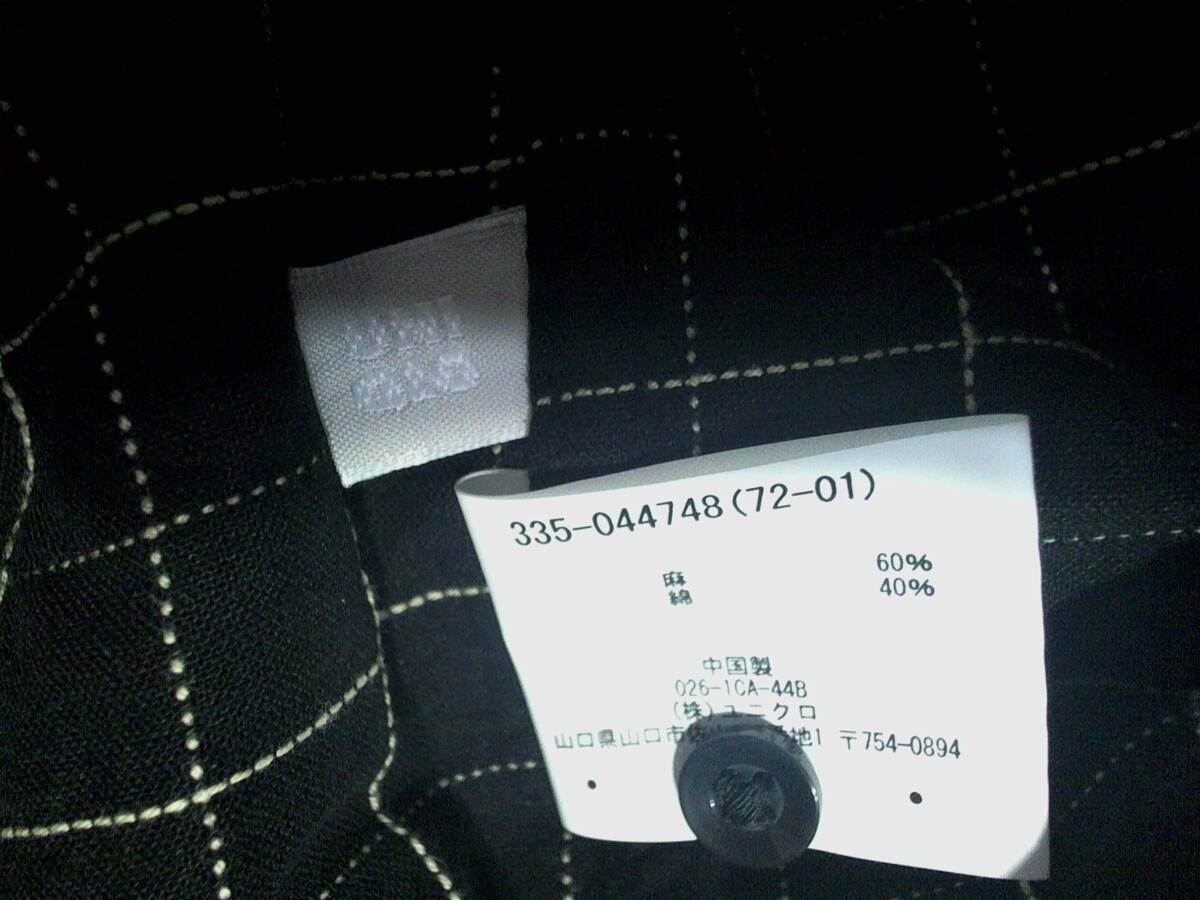 335-044748(72-01)
麻 60%
綿 40%
中国製
026-1CA-44B
(株)ユニクロ
山口県山口市佐 地1 〒754-0894